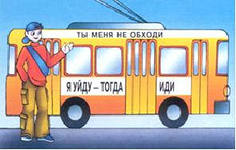 ТЫ МЕНЯ НЕ ОБХОДИ
Я УЙДУ – ТОГДА ИДИ